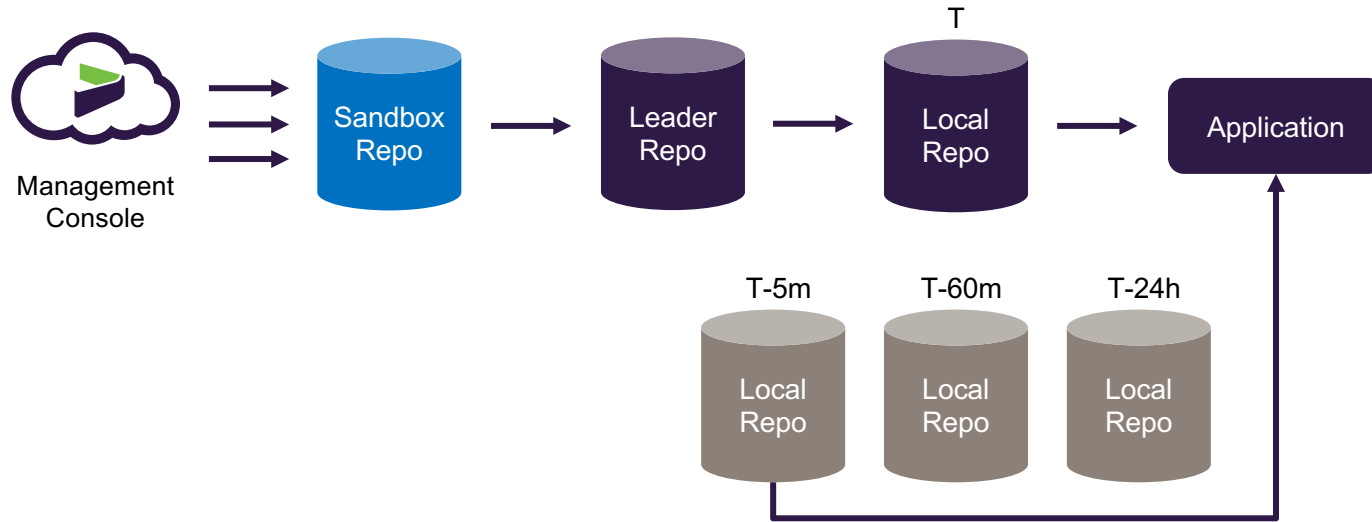 T
Sandbox
Repo
Leader
Repo
Local
Repo
Application
Management
Console
T-5m
T-60m
T-24h
Local
Repo
Local
Repo
Local
Repo